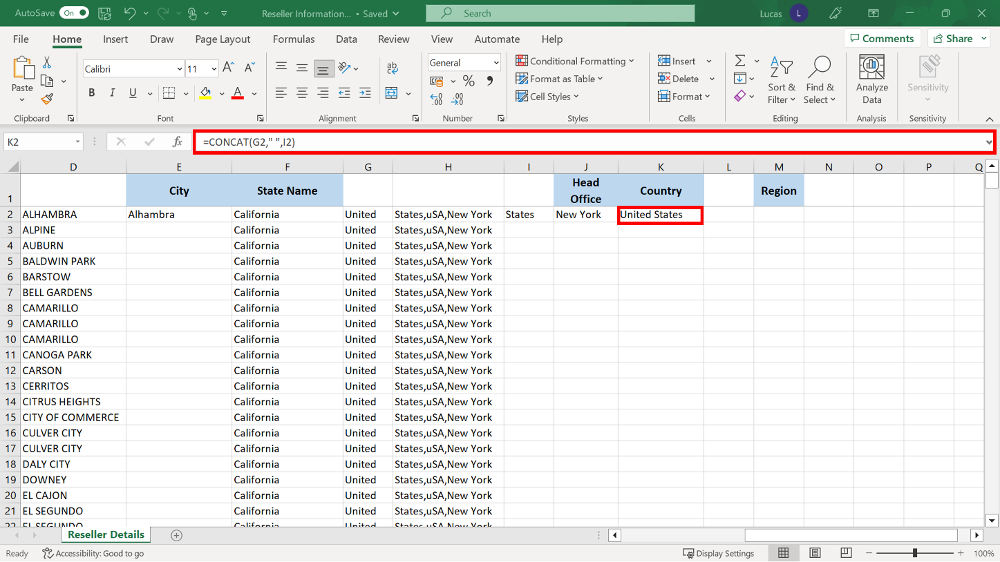 AutoSave On Reseller Information... • Saved Search Lucas L
File Home Insert Draw Page Layout Formulas Data Review View Automate Help Comments Share
Paste Calibri 11 A A General Conditional Formatting Insert Sort & Filter Find & Select Analyze Data Sensitivity
B I U A ab % Format as Table Delete
.00 .00 Cell Styles Format
Clipboard Font Alignment Number Styles Cells Editing Analysis Sensitivity
K2 fx =CONCAT(G2," ",I2)
D E F G H I J K L M N O P Q
1 City State Name Head Office Country Region
2 ALHAMBRA Alhambra California United States,uSA,New York States New York United States
3 ALPINE California United States,uSA,New York
4 AUBURN California United States,uSA,New York
5 BALDWIN PARK California United States,uSA,New York
6 BARSTOW California United States,uSA,New York
7 BELL GARDENS California United States,uSA,New York
8 CAMARILLO California United States,uSA,New York
9 CAMARILLO California United States,uSA,New York
10 CAMARILLO California United States,uSA,New York
11 CANOGA PARK California United States,uSA,New York
12 CARSON California United States,uSA,New York
13 CERRITOS California United States,uSA,New York
14 CITRUS HEIGHTS California United States,uSA,New York
15 CITY OF COMMERCE California United States,uSA,New York
16 CULVER CITY California United States,uSA,New York
17 CULVER CITY California United States,uSA,New York
18 DALY CITY California United States,uSA,New York
19 DOWNEY California United States,uSA,New York
20 EL CAJON California United States,uSA,New York
21 EL SEGUNDO California United States,uSA,New York
22 EL SEGUNDO California United States,uSA,New York
Reseller Details
Ready Accessibility: Good to go Display Settings 100%